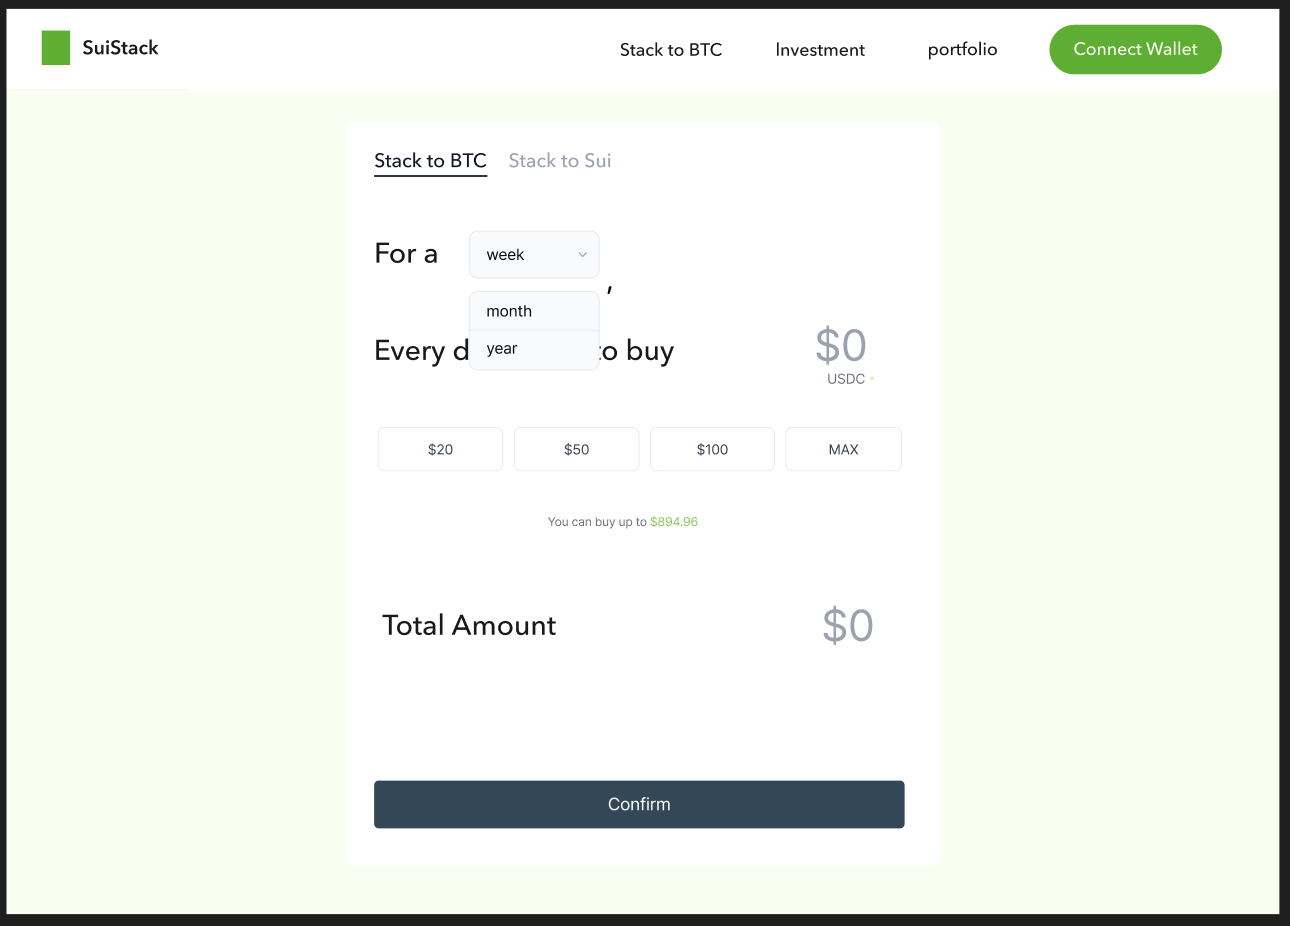 SuiStack
Stack to BTC
Investment
portfolio
Connect Wallet
Stack to BTC
Stack to Sui
For a
week
,
month
year
Every
to buy
$0
USDC
$20
$50
$100
MAX
You can buy up to $894.96
Total Amount
$0
Confirm